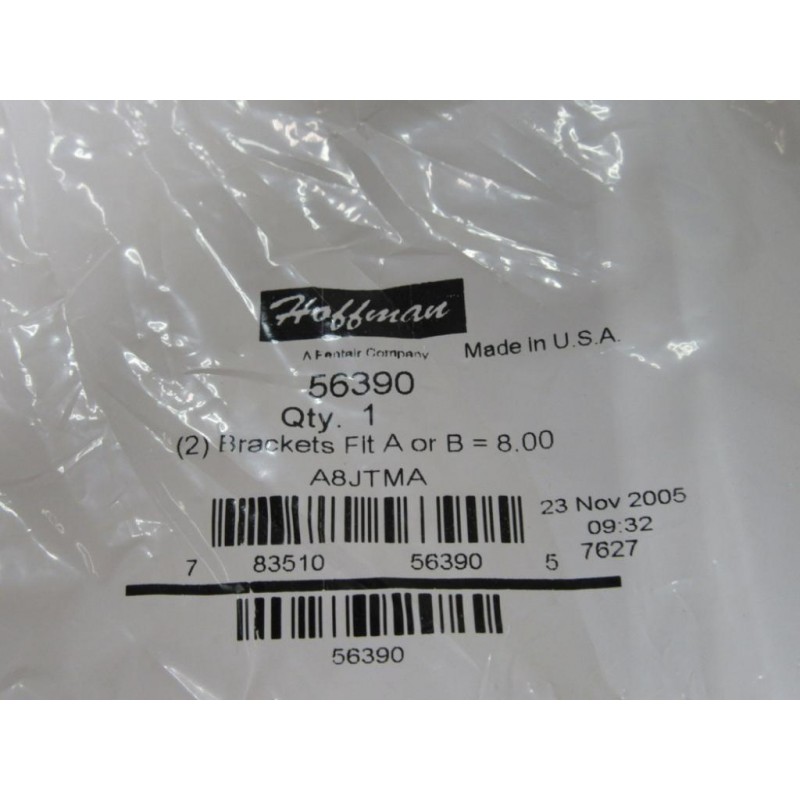 Hoffman
A Pentair Company
Made in U.S.A.
56390
Qty. 1
(2) Brackets Fit A or B = 8.00
A8JTMA
23 Nov 2005
09:32
7627
7 83510 56390 5
56390